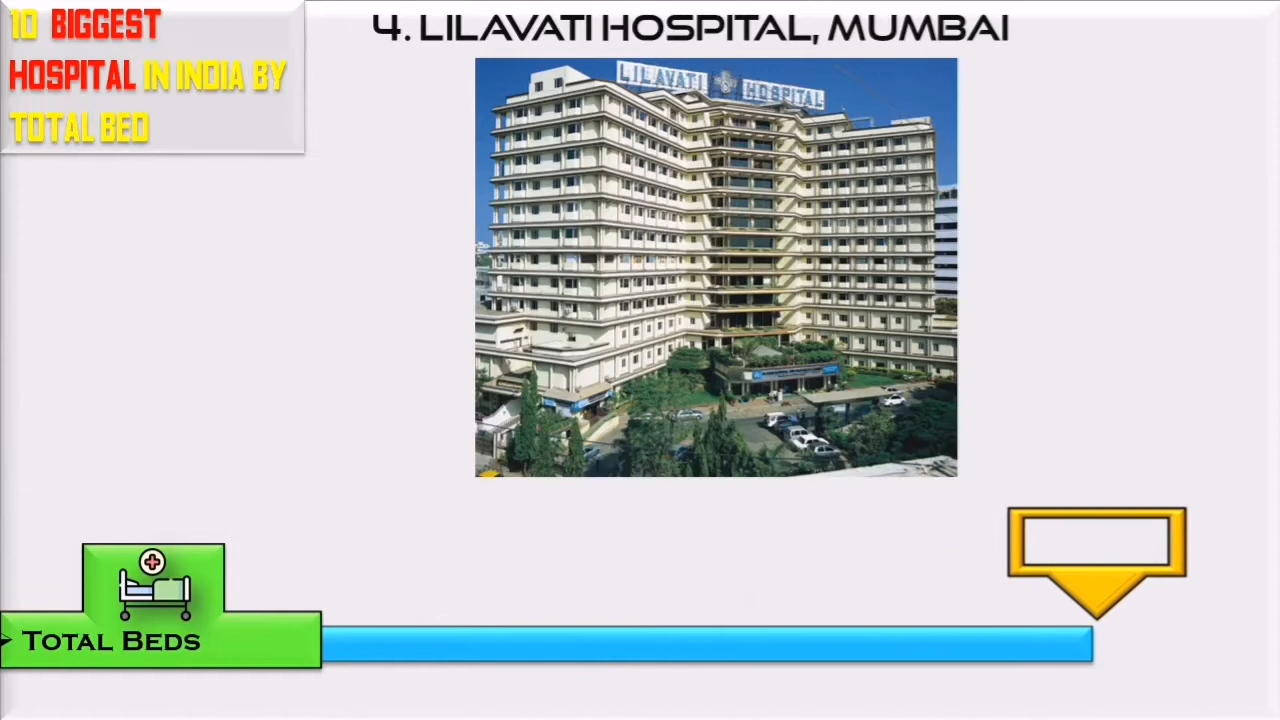 10 BIGGEST
HOSPITAL IN INDIA BY
TOTAL BED
4. LILAVATI HOSPITAL, MUMBAI
LILAVATI HOSPITAL
TOTAL BEDS